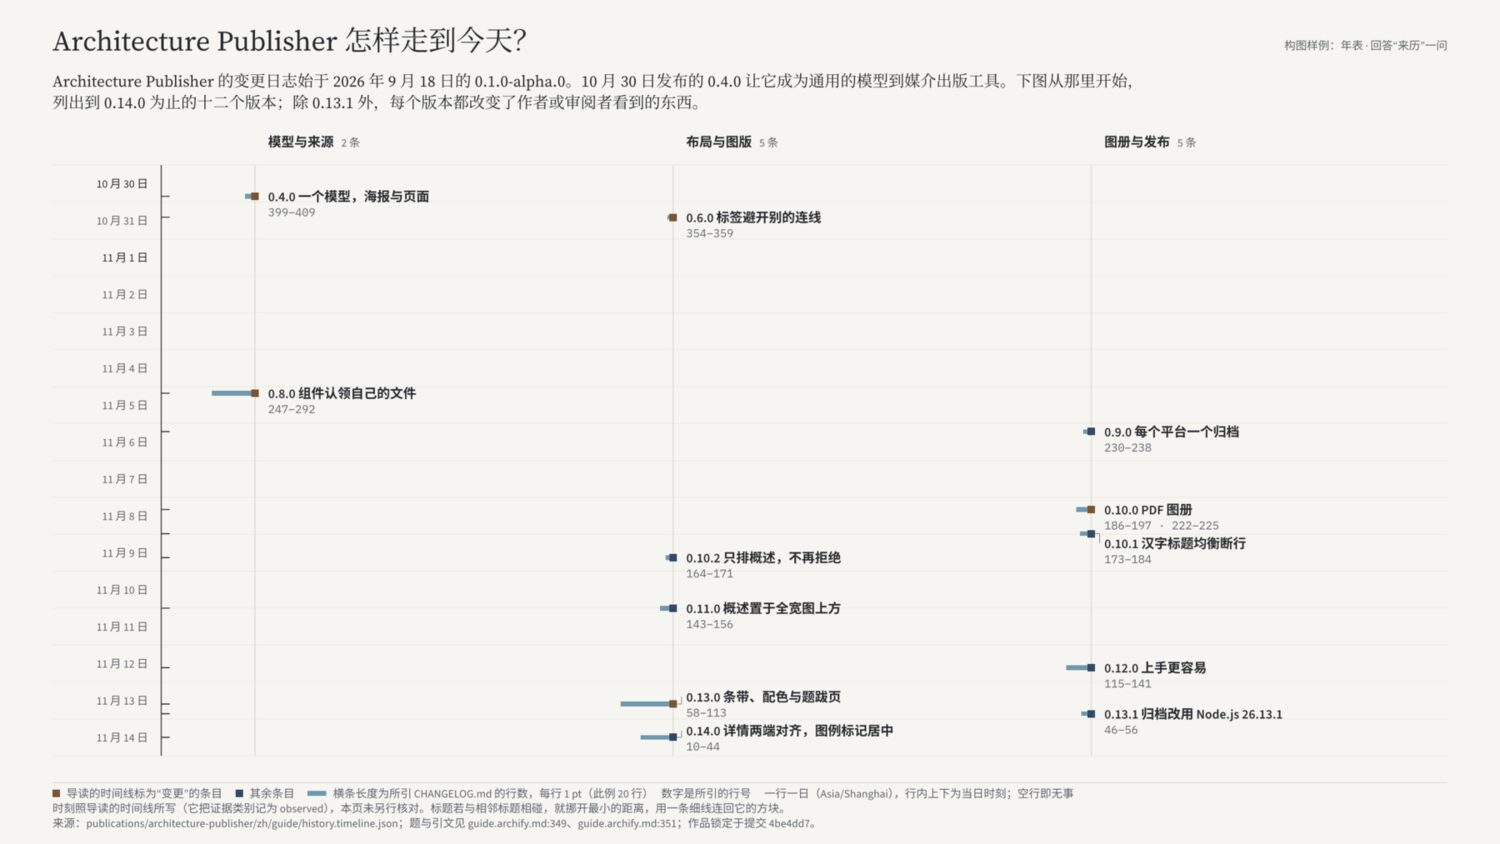 Architecture Publisher 怎样走到今天？
构图样例：年表 · 回答“来历”一问
Architecture Publisher 的变更日志始于 2026 年 9 月 18 日的 0.1.0-alpha.0。10 月 30 日发布的 0.4.0 让它成为通用的模型到媒介出版工具。下图从那里开始，
列出到 0.14.0 为止的十二个版本；除 0.13.1 外，每个版本都改变了作者或审阅者看到的东西。
模型与来源 2 条
布局与图版 5 条
图册与发布 5 条
10 月 30 日
0.4.0 一个模型，海报与页面
399–409
10 月 31 日
0.6.0 标签避开别的连线
354–359
11 月 1 日
11 月 2 日
11 月 3 日
11 月 4 日
0.8.0 组件认领自己的文件
247–292
11 月 5 日
0.9.0 每个平台一个归档
230–238
11 月 6 日
11 月 7 日
0.10.0 PDF 图册
186–197 · 222–225
11 月 8 日
0.10.1 汉字标题均衡断行
173–184
11 月 9 日
0.10.2 只排概述，不再拒绝
164–171
11 月 10 日
0.11.0 概述置于全宽图上方
143–156
11 月 11 日
11 月 12 日
0.12.0 上手更容易
115–141
11 月 13 日
0.13.0 条带、配色与题跋页
58–113
0.13.1 归档改用 Node.js 26.13.1
46–56
11 月 14 日
0.14.0 详情两端对齐，图例标记居中
10–44
导读的时间线标为“变更”的条目 其余条目 横条长度为所引 CHANGELOG.md 的行数，每行 1 pt（此例 20 行） 数字是所引的行号 一行一日（Asia/Shanghai），行内上下为当日时刻；空行即无事
时刻照导读的时间线所写（它把证据类别记为 observed），本页未另行核对。标题若与相邻标题相碰，就挪开最小的距离，用一条细线连回它的方块。
来源：publications/architecture-publisher/zh/guide/history.timeline.json；题与引文见 guide.archify.md:349、guide.archify.md:351；作品锁定于提交 4be4dd7。